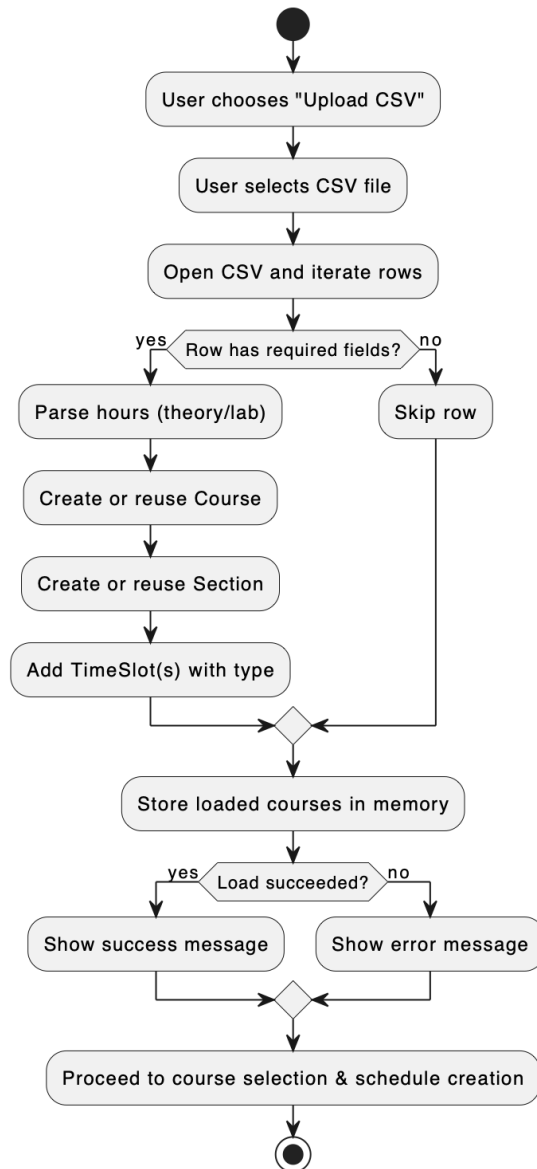 User chooses "Upload CSV"
User selects CSV file
Open CSV and iterate rows
yes
Row has required fields?
no
Parse hours (theory/lab)
Skip row
Create or reuse Course
Create or reuse Section
Add TimeSlot(s) with type
Store loaded courses in memory
yes
Load succeeded?
no
Show success message
Show error message
Proceed to course selection & schedule creation